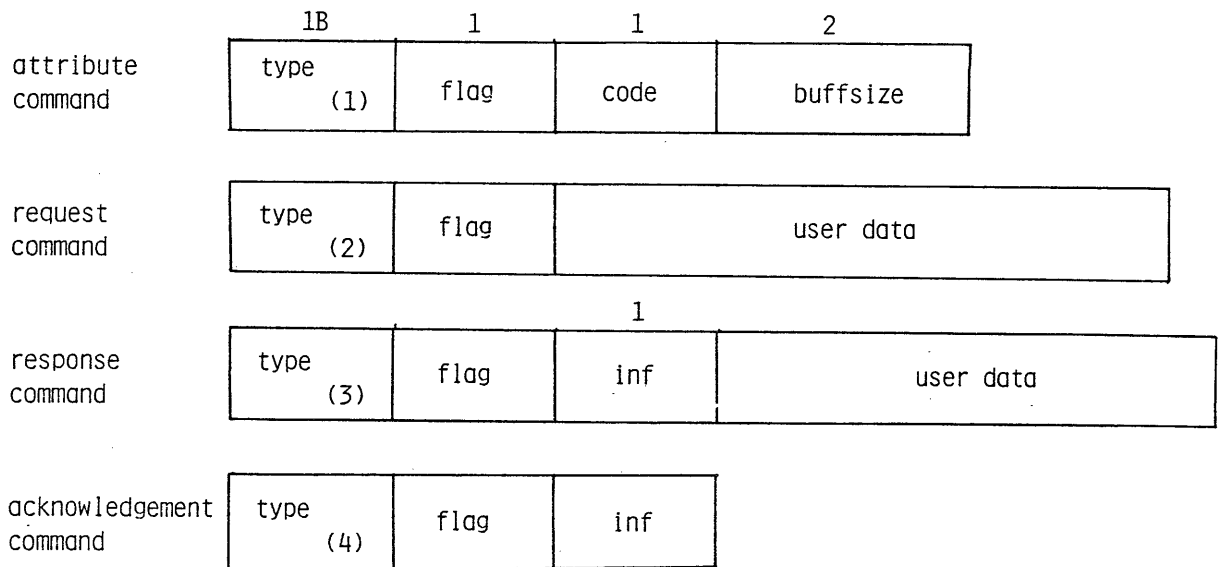 1B 1 1 2
attribute
command
type
(1)
flag
code
buffsize
request
command
type
(2)
flag
user data
1
response
command
type
(3)
flag
inf
user data
acknowledgement
command
type
(4)
flag
inf